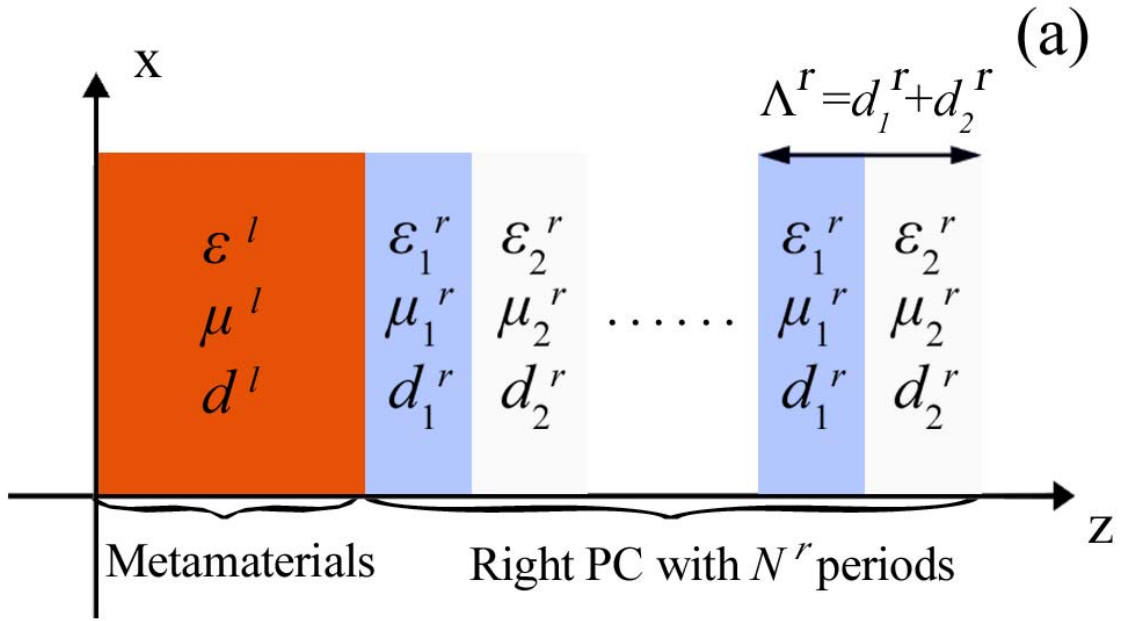 (a)
x
Λ^r=d_1^r+d_2^r
ε^l ε_1^r ε_2^r ε_1^r ε_2^r
μ^l μ_1^r μ_2^r ...... μ_1^r μ_2^r
d^l d_1^r d_2^r d_1^r d_2^r
z
Metamaterials Right PC with N^r periods